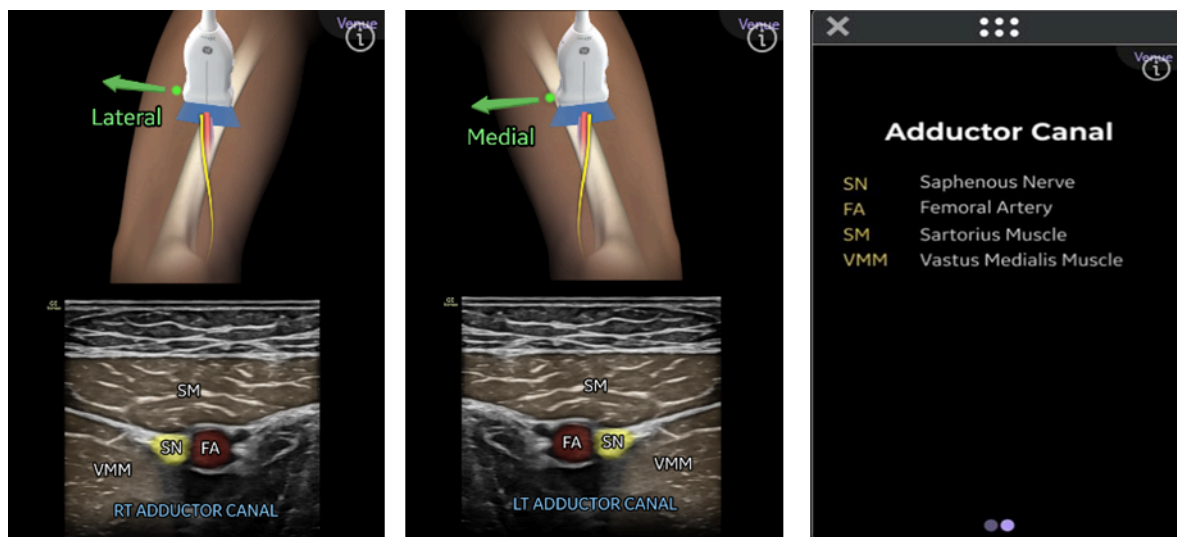 Venue
i
Lateral
SM
SN
FA
VMM
RT ADDUCTOR CANAL
Venue
i
Medial
SM
FA
SN
VMM
LT ADDUCTOR CANAL
Venue
i
Adductor Canal
SN Saphenous Nerve
FA Femoral Artery
SM Sartorius Muscle
VMM Vastus Medialis Muscle